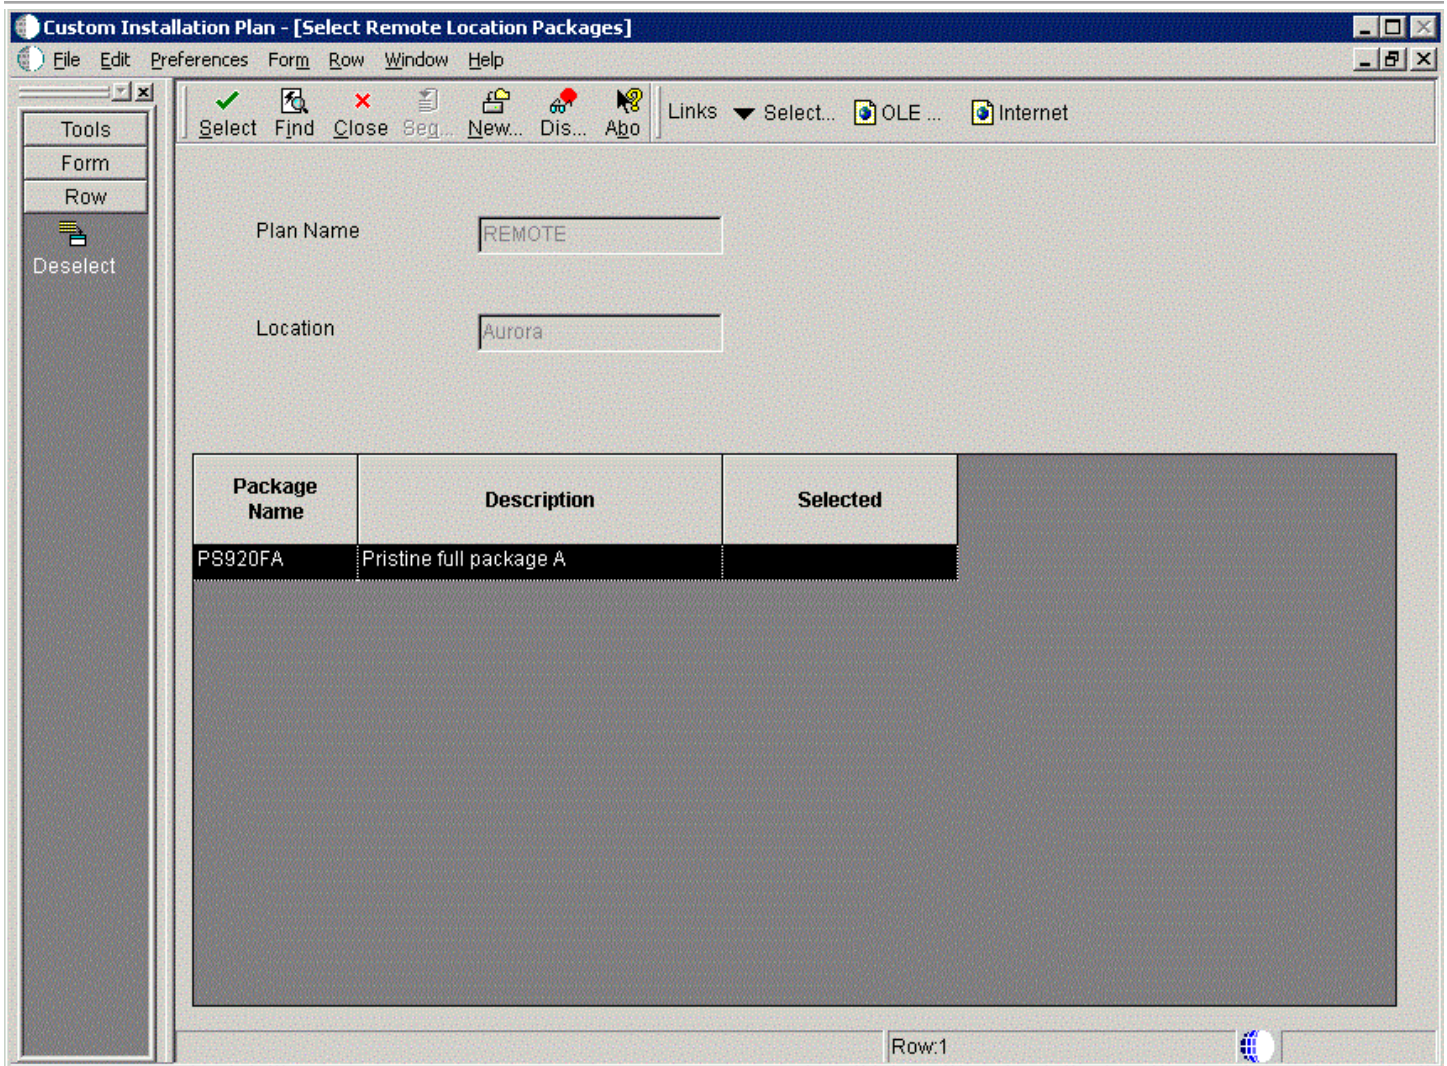 Custom Installation Plan - [Select Remote Location Packages]
File Edit Preferences Form Row Window Help
Tools
Form
Row
Deselect
Select Find Close Seq... New... Dis... Abo Links Select... OLE ... Internet
Plan Name REMOTE
Location Aurora
Package Name Description Selected
PS920FA Pristine full package A
Row:1